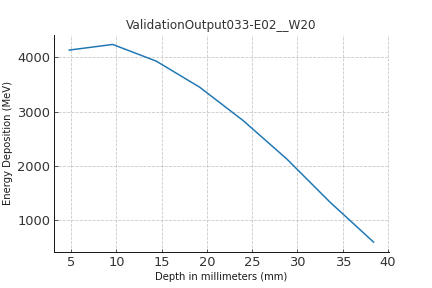 ValidationOutput033-E02__W20
Energy Deposition (MeV)
4000
3000
2000
1000
5 10 15 20 25 30 35 40
Depth in millimeters (mm)